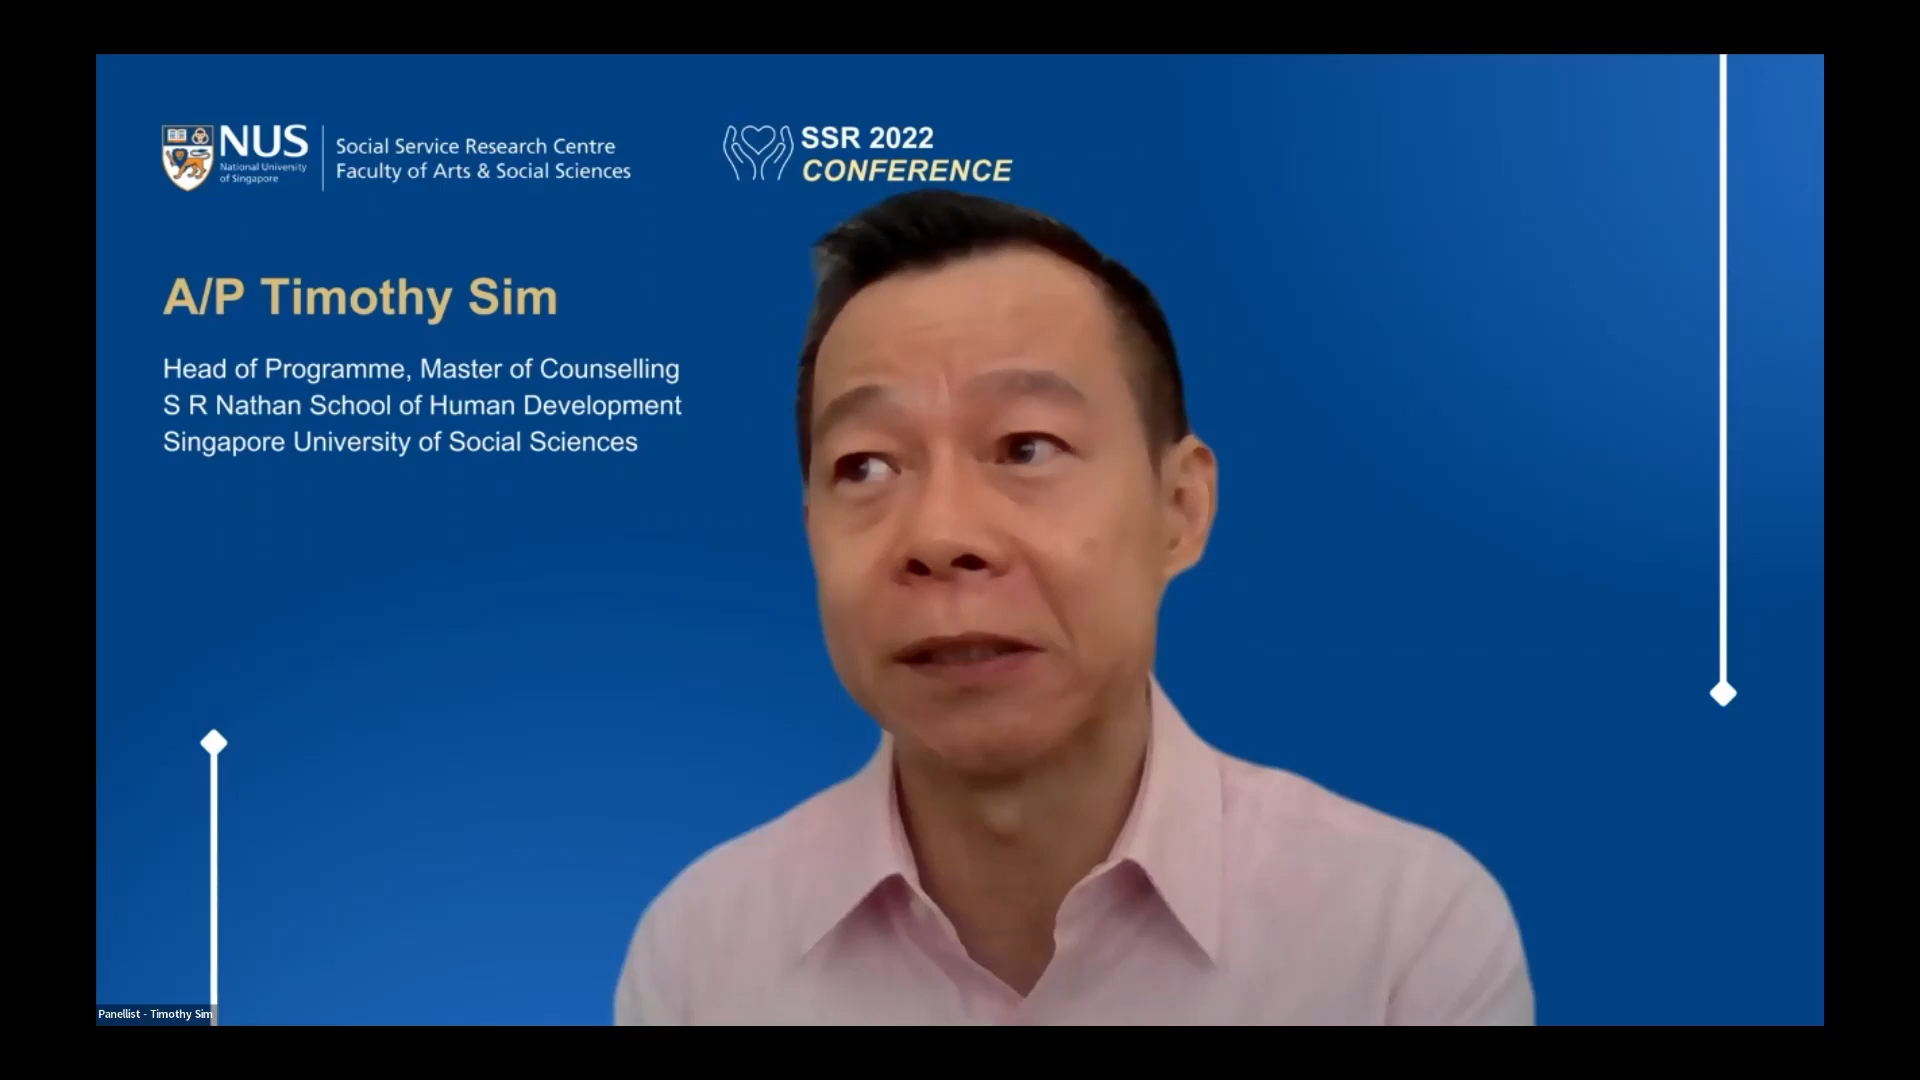 NUS
National University
of Singapore
Social Service Research Centre
Faculty of Arts & Social Sciences
SSR 2022
CONFERENCE
A/P Timothy Sim
Head of Programme, Master of Counselling
S R Nathan School of Human Development
Singapore University of Social Sciences
Panellist - Timothy Sim